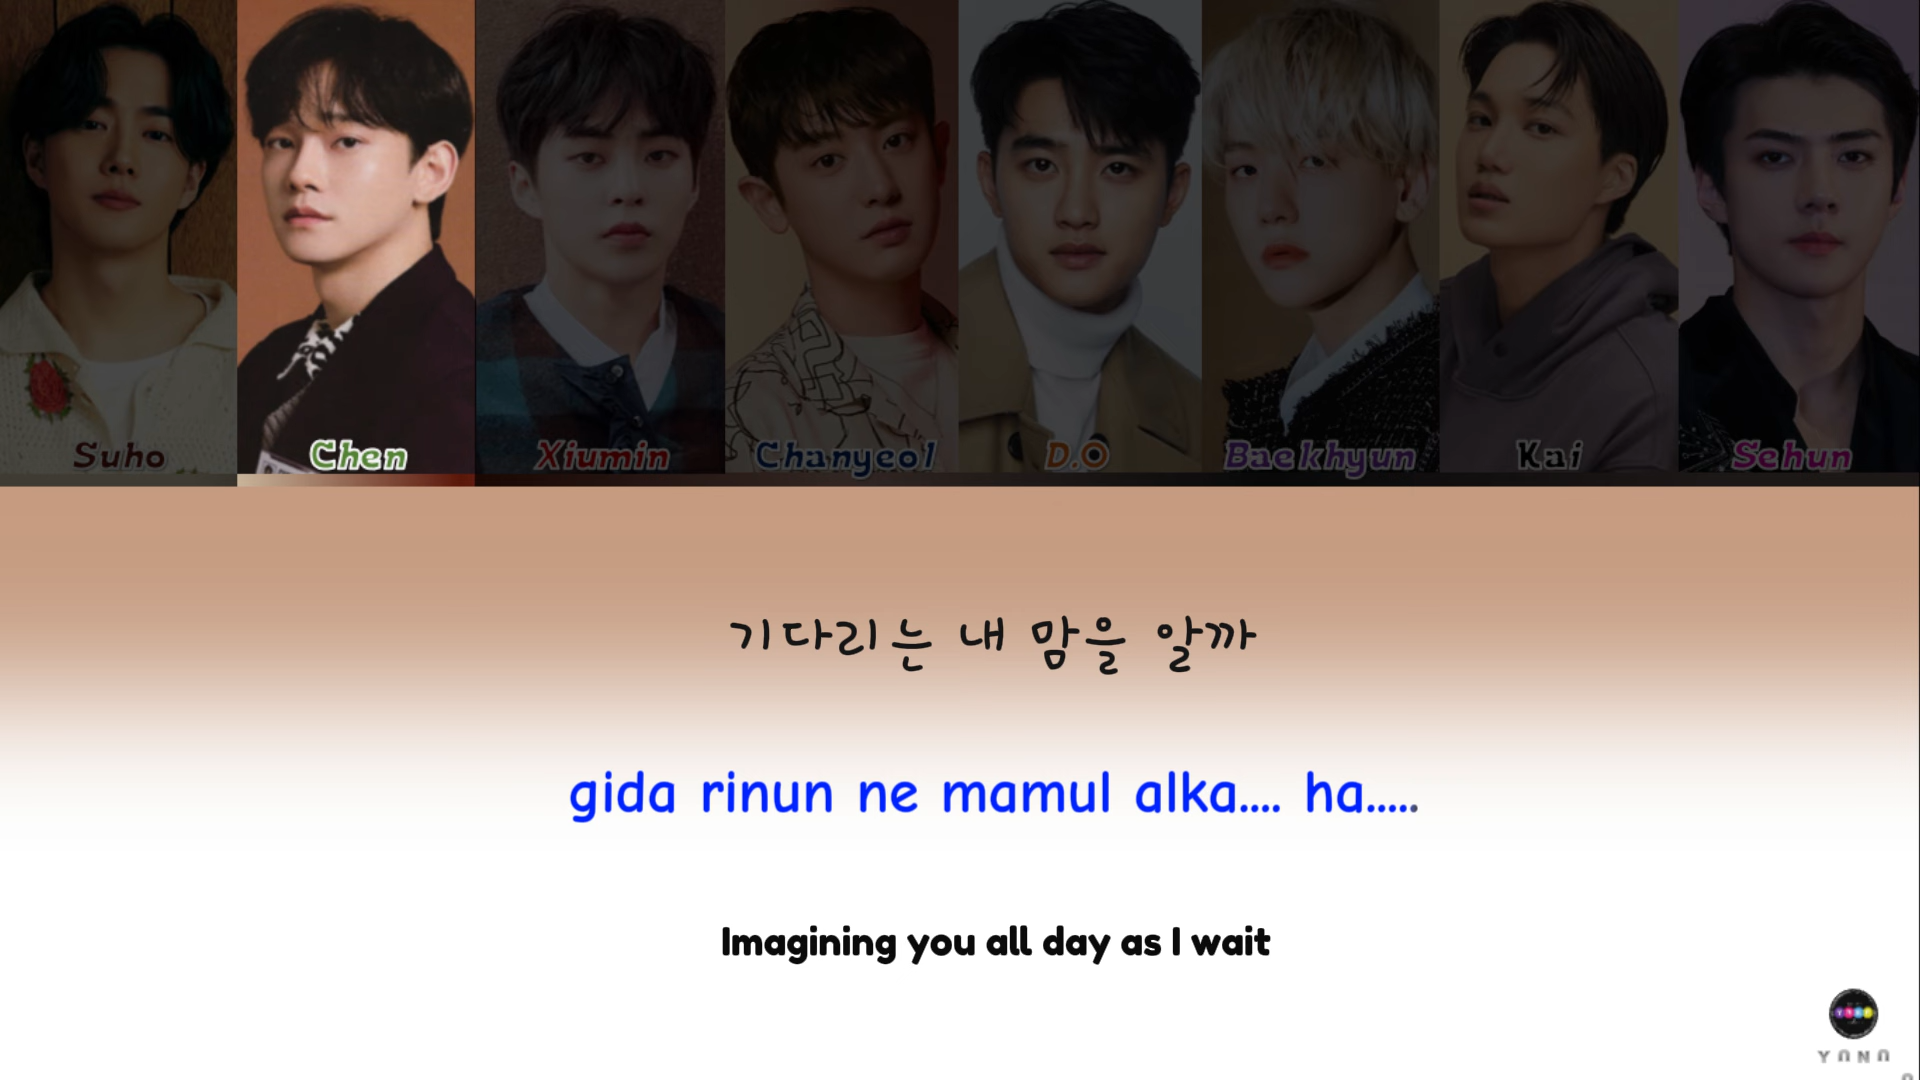 Suho Chen Xiumin Chanyeol D.O Baekhyun Kai Sehun
기다리는 내 맘을 알까
gida rinun ne mamul alka.... ha.....
Imagining you all day as I wait
YANA